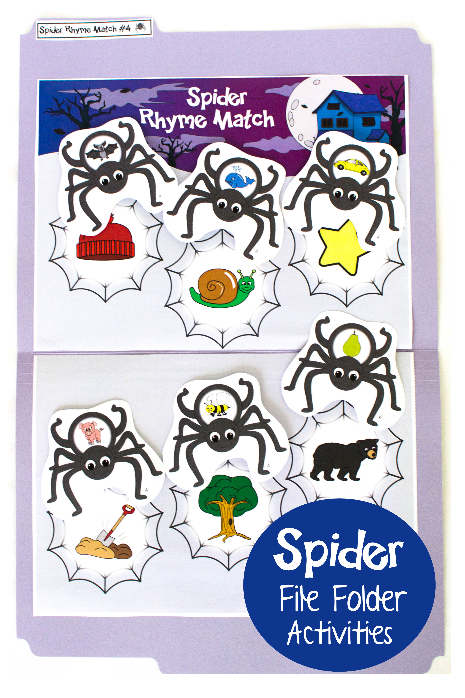 Spider Rhyme Match #4
Spider
Rhyme Match
Spider
File Folder
Activities